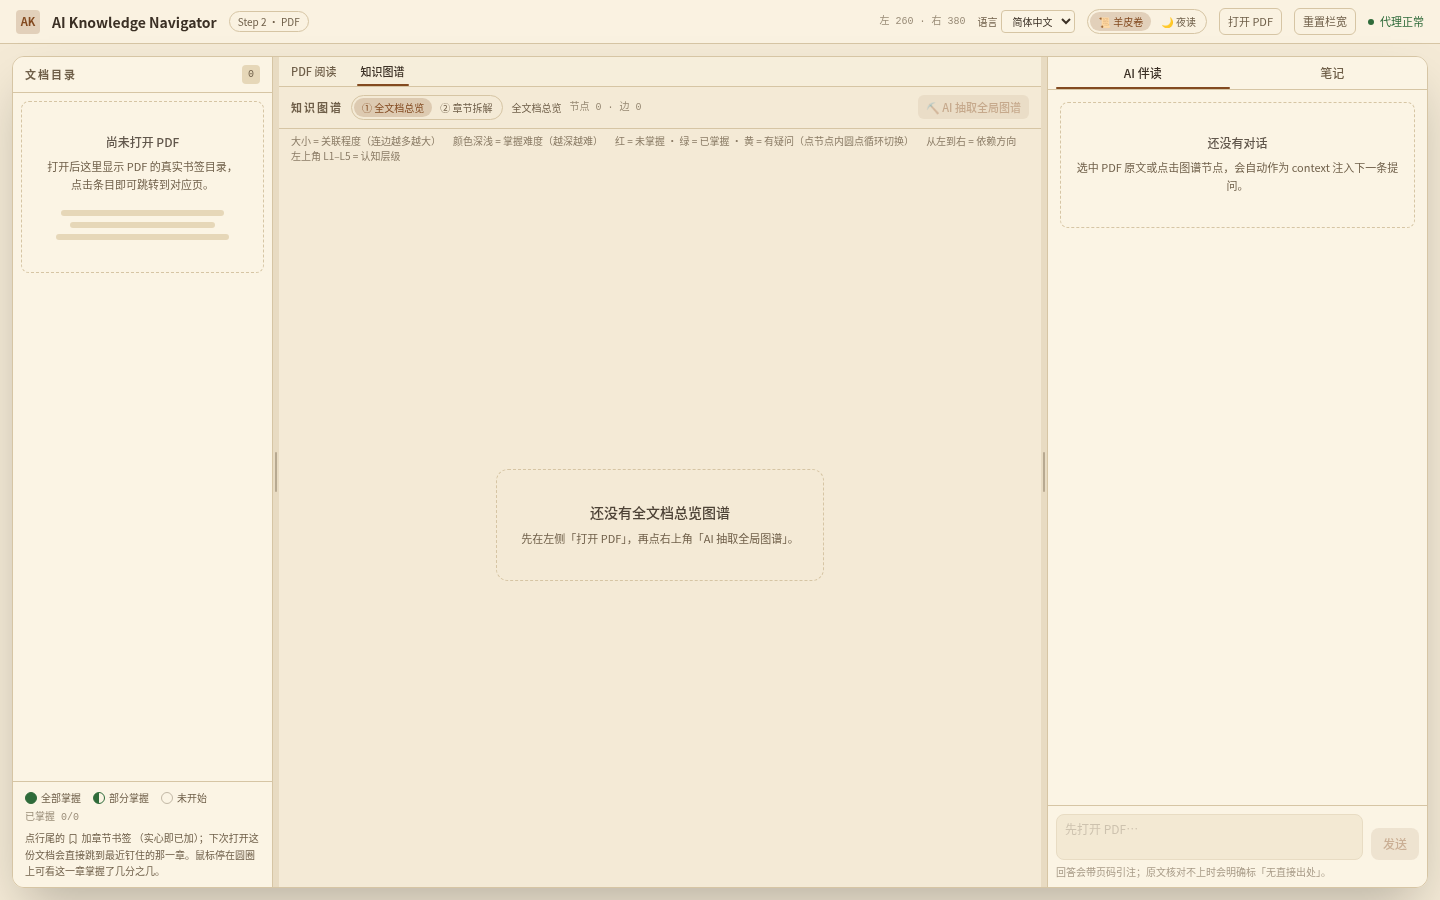 AK AI Knowledge Navigator Step 2 · PDF 左 260 · 右 380 语言 简体中文 📜 羊皮卷 🌙 夜读 打开 PDF 重置栏宽 代理正常
文档目录 0
尚未打开 PDF
打开后这里显示 PDF 的真实书签目录，
点击条目即可跳转到对应页。
全部掌握 部分掌握 未开始
已掌握 0/0
点行尾的 口 加章节书签 (实心即已加)；下次打开这
份文档会直接跳到最近钉住的那一章。鼠标停在圆圈
上可看这一章掌握了几分之几。
PDF 阅读 知识图谱
知识图谱 ① 全文档总览 ② 章节拆解 全文档总览 节点 0 · 边 0 🔨 AI 抽取全局图谱
大小 = 关联程度（连边越多越大） 颜色深浅 = 掌握难度（越深越难） 红 = 未掌握 · 绿 = 已掌握 · 黄 = 有疑问（点节点内圆点循环切换） 从左到右 = 依赖方向
左上角 L1–L5 = 认知层级
还没有全文档总览图谱
先在左侧「打开 PDF」，再点右上角「AI 抽取全局图谱」。
AI 伴读 笔记
还没有对话
选中 PDF 原文或点击图谱节点，会自动作为 context 注入下一条提
问。
先打开 PDF…
发送
回答会带页码引注；原文核对不上时会明确标「无直接出处」。